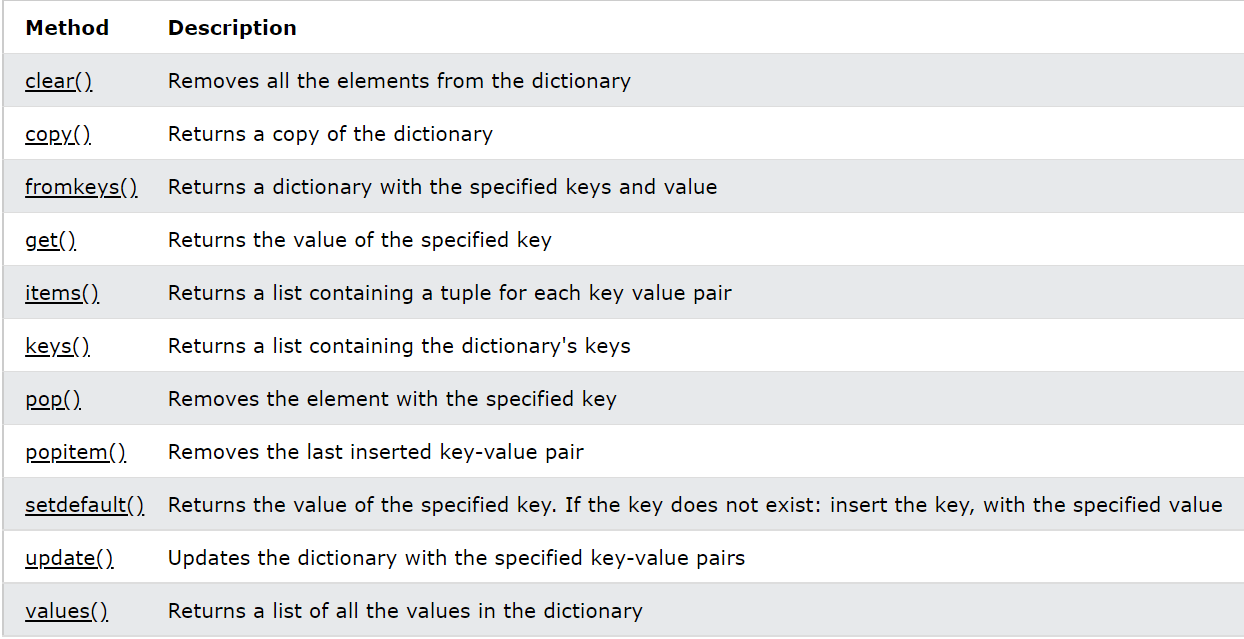 Method Description
clear() Removes all the elements from the dictionary
copy() Returns a copy of the dictionary
fromkeys() Returns a dictionary with the specified keys and value
get() Returns the value of the specified key
items() Returns a list containing a tuple for each key value pair
keys() Returns a list containing the dictionary's keys
pop() Removes the element with the specified key
popitem() Removes the last inserted key-value pair
setdefault() Returns the value of the specified key. If the key does not exist: insert the key, with the specified value
update() Updates the dictionary with the specified key-value pairs
values() Returns a list of all the values in the dictionary